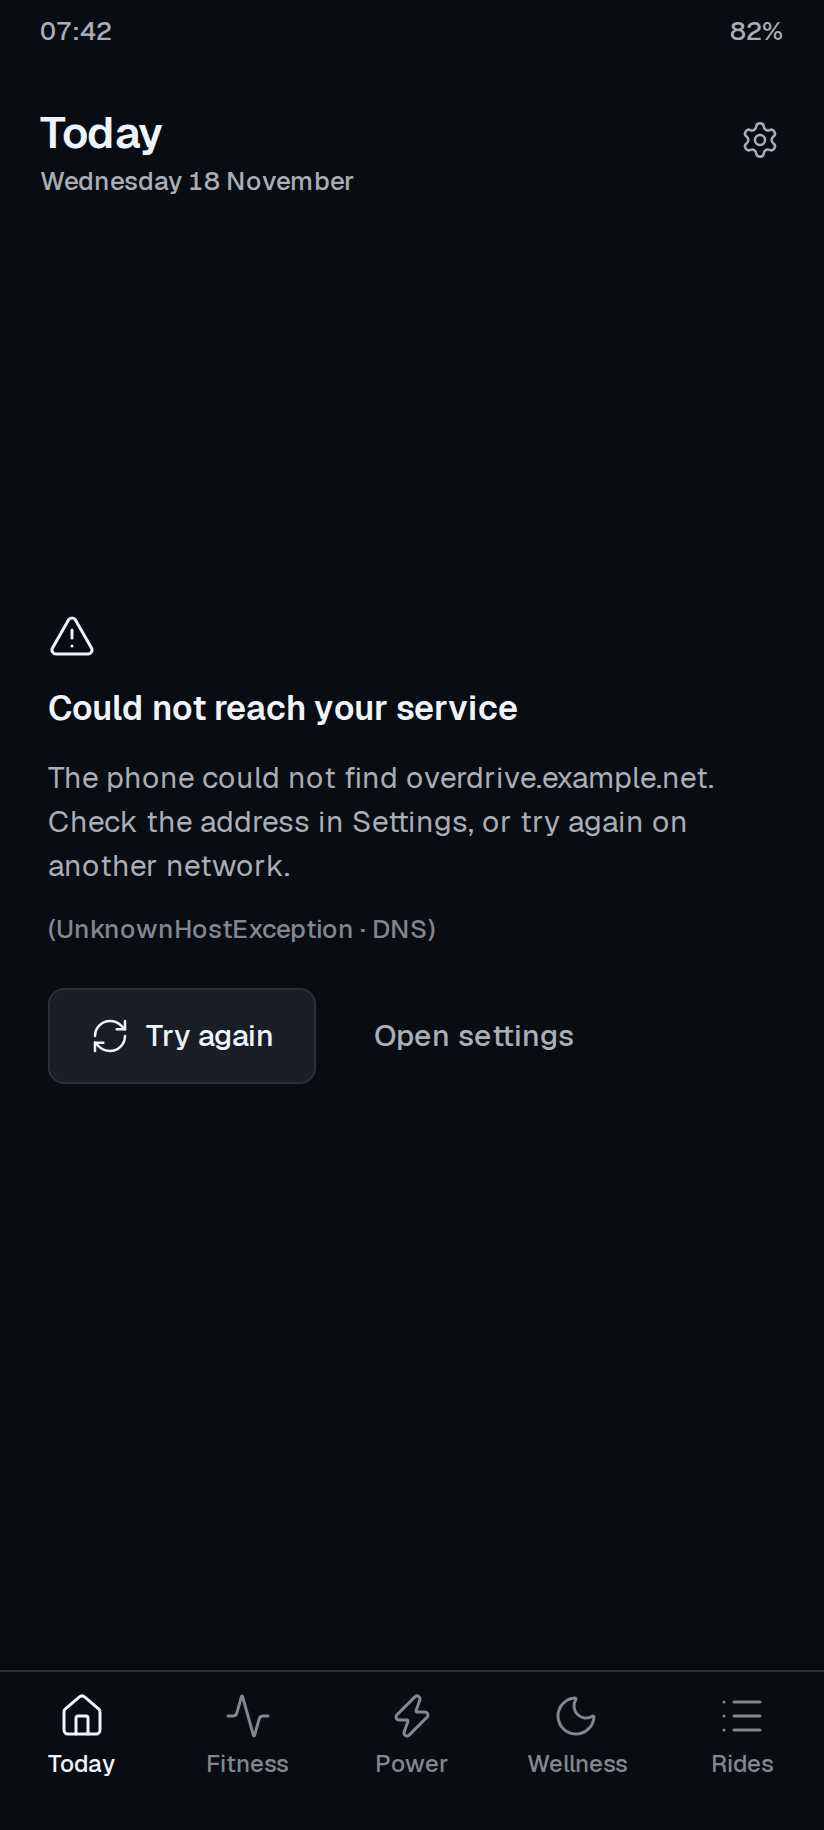 07:42 82%
Today
Wednesday 18 November
Could not reach your service
The phone could not find overdrive.example.net.
Check the address in Settings, or try again on
another network.
(UnknownHostException · DNS)
Try again Open settings
Today Fitness Power Wellness Rides